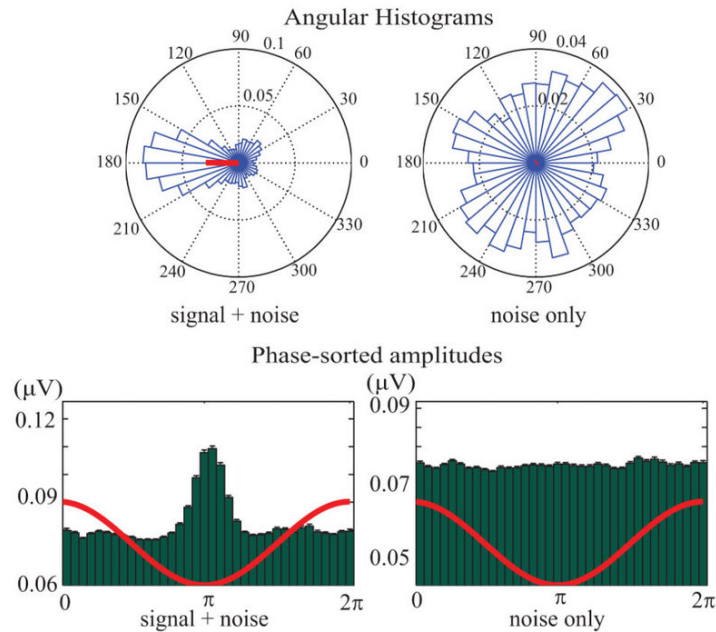 Angular Histograms
90 0.1
120 60
150 0.05 30
180 0
210 330
240 300
270
signal + noise
90 0.04
120 60
150 0.02 30
180 0
210 330
240 300
270
noise only
Phase-sorted amplitudes
(μV)
0.12
0.09
0.06
0 π 2π
signal + noise
(μV)
0.09
0.07
0.05
0 π 2π
noise only